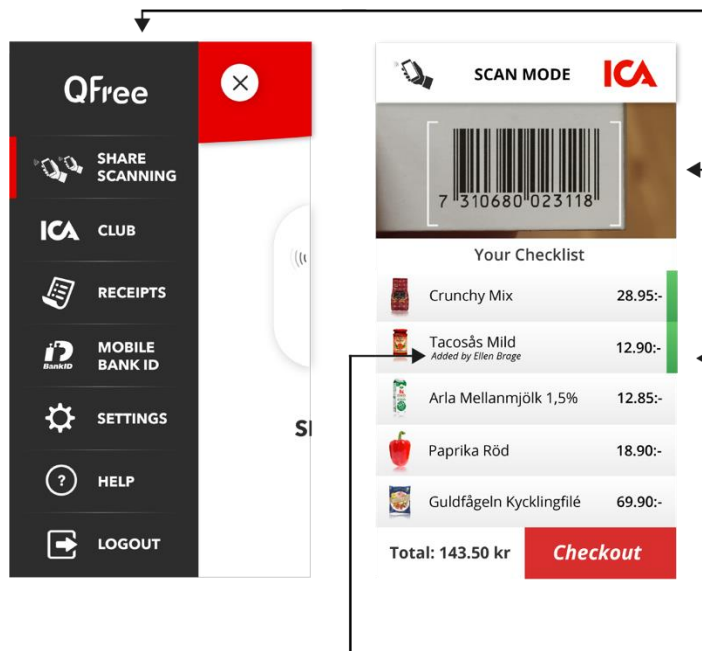 QFree
SHARE
SCANNING
ICA CLUB
RECEIPTS
BankID
MOBILE
BANK ID
SETTINGS
? HELP
LOGOUT
SCAN MODE
ICA
7 310680 023118
Your Checklist
Crunchy Mix 28.95:-
Tacosås Mild 12.90:-
Added by Ellen Brage
Arla Mellanmjölk 1,5% 12.85:-
Paprika Röd 18.90:-
Guldfågeln Kycklingfilé 69.90:-
Total: 143.50 kr
Checkout